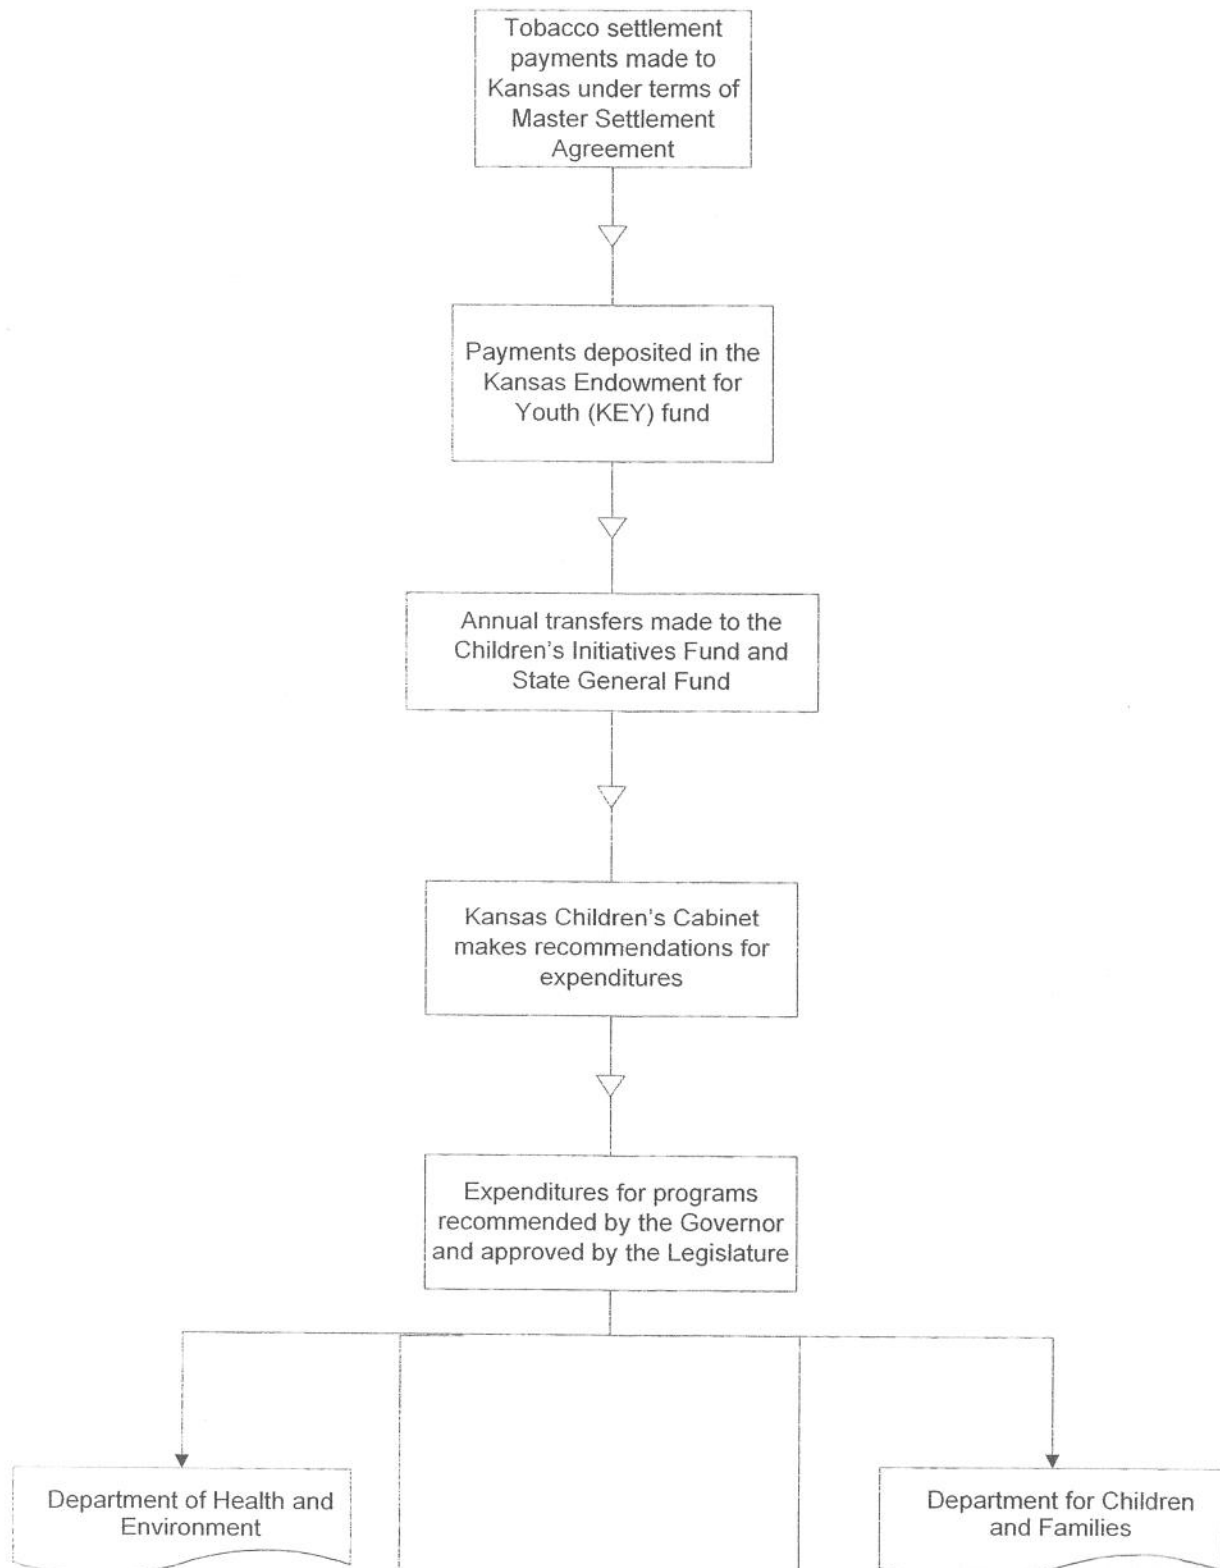 Tobacco settlement
payments made to
Kansas under terms of
Master Settlement
Agreement
Payments deposited in the
Kansas Endowment for
Youth (KEY) fund
Annual transfers made to the
Children's Initiatives Fund and
State General Fund
Kansas Children's Cabinet
makes recommendations for
expenditures
Expenditures for programs
recommended by the Governor
and approved by the Legislature
Department of Health and
Environment
Department for Children
and Families